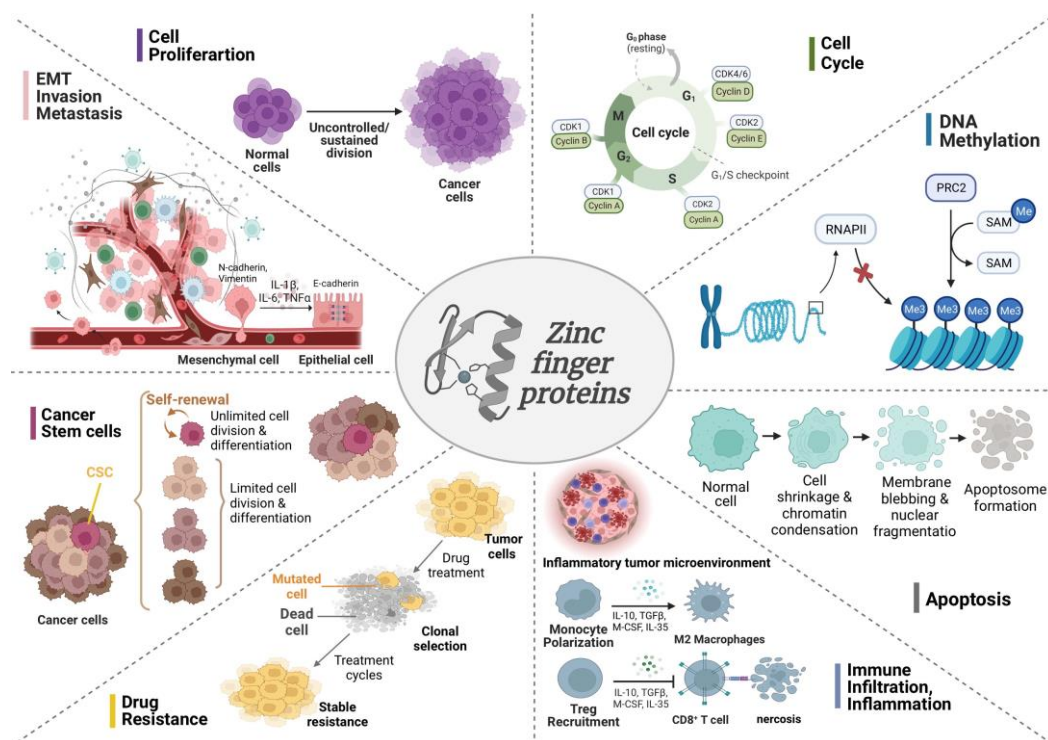 Cell
Proliferartion
Normal
cells
Uncontrolled/
sustained
division
Cancer
cells
EMT
Invasion
Metastasis
N-cadherin,
Vimentin
IL-1β,
IL-6, TNFα
E-cadherin
Mesenchymal cell
Epithelial cell
Cell
Cycle
G₀ phase
(resting)
CDK4/6
Cyclin D
G₁
CDK2
Cyclin E
M
Cell cycle
CDK1
Cyclin B
G₂
S
G₁/S checkpoint
CDK1
Cyclin A
CDK2
Cyclin A
DNA
Methylation
PRC2
Me
SAM
SAM
RNAPII
Me3
Me3
Me3
Me3
Zinc
finger
proteins
Cancer
Stem cells
Self-renewal
Unlimited cell
division &
differentiation
CSC
Limited cell
division &
differentiation
Cancer cells
Tumor
cells
Drug
treatment
Mutated
cell
Dead
cell
Clonal
selection
Treatment
cycles
Stable
resistance
Drug
Resistance
Normal
cell
Cell
shrinkage &
chromatin
condensation
Membrane
blebbing &
nuclear
fragmentatio
Apoptosome
formation
Apoptosis
Inflammatory tumor microenvironment
Monocyte
Polarization
IL-10, TGFβ,
M-CSF, IL-35
M2 Macrophages
Treg
Recruitment
IL-10, TGFβ,
M-CSF, IL-35
CD8⁺ T cell
nercosis
Immune
Infiltration,
Inflammation